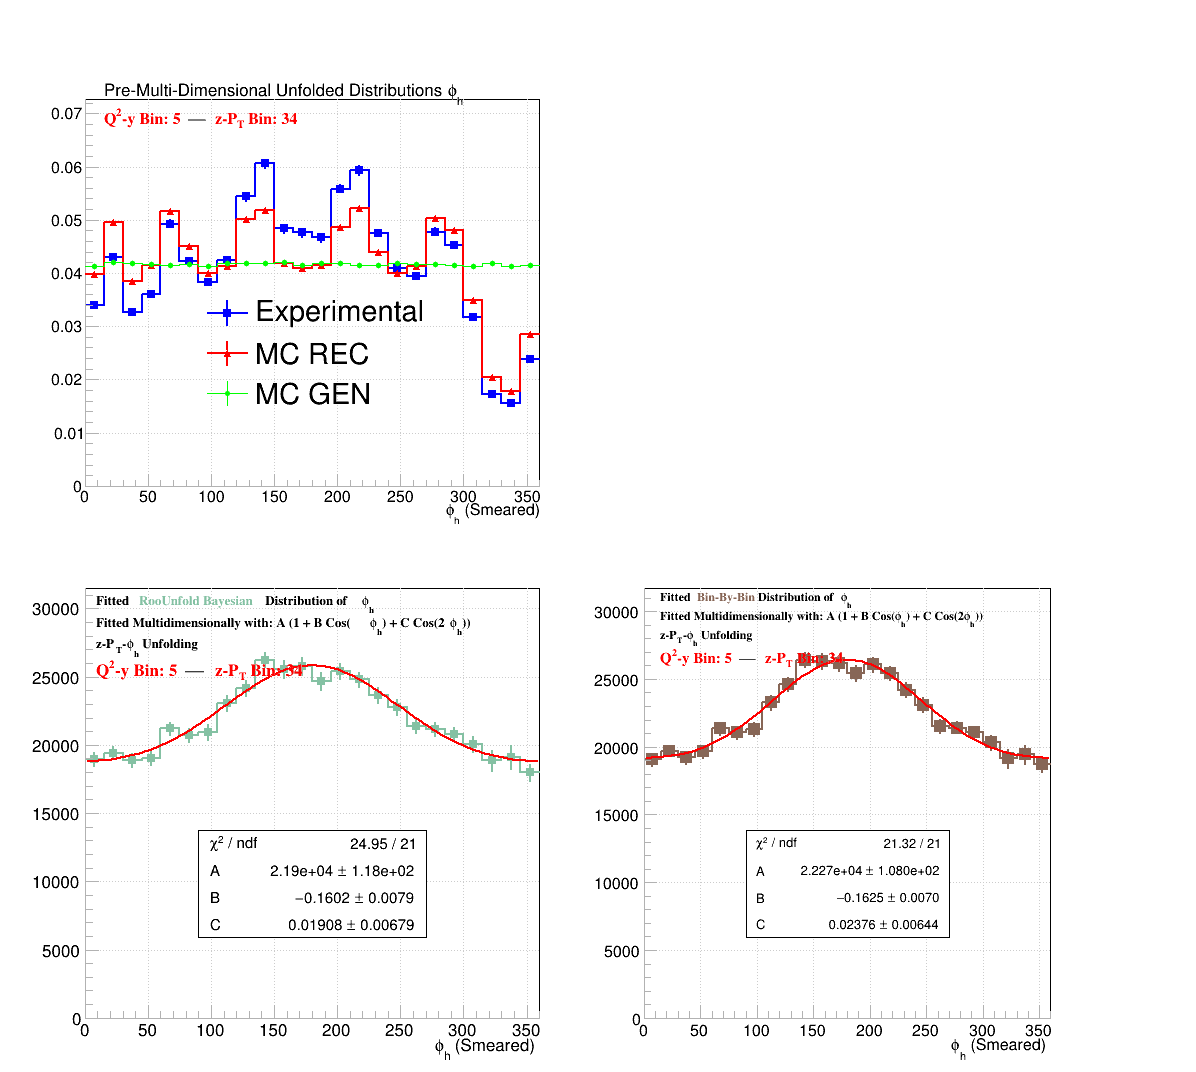 Pre-Multi-Dimensional Unfolded Distributions ϕh
Q2-y Bin: 5 — z-PT Bin: 34
0.07
0.06
0.05
0.04
0.03
0.02
0.01
0
Experimental
MC REC
MC GEN
0 50 100 150 200 250 300 350
ϕh (Smeared)
Fitted RooUnfold Bayesian Distribution of ϕh
Fitted Multidimensionally with: A (1 + B Cos( ϕh) + C Cos(2 ϕh))
z-PT-ϕh Unfolding
Q2-y Bin: 5 — z-PT Bin: 34
30000
25000
20000
15000
10000
5000
0
χ2 / ndf 24.95 / 21
A 2.19e+04 ± 1.18e+02
B −0.1602 ± 0.0079
C 0.01908 ± 0.00679
0 50 100 150 200 250 300 350
ϕh (Smeared)
Fitted Bin-By-Bin Distribution of ϕh
Fitted Multidimensionally with: A (1 + B Cos(ϕh) + C Cos(2ϕh))
z-PT-ϕh Unfolding
Q2-y Bin: 5 — z-PT Bin: 34
30000
25000
20000
15000
10000
5000
0
χ2 / ndf 21.32 / 21
A 2.227e+04 ± 1.080e+02
B −0.1625 ± 0.0070
C 0.02376 ± 0.00644
0 50 100 150 200 250 300 350
ϕh (Smeared)